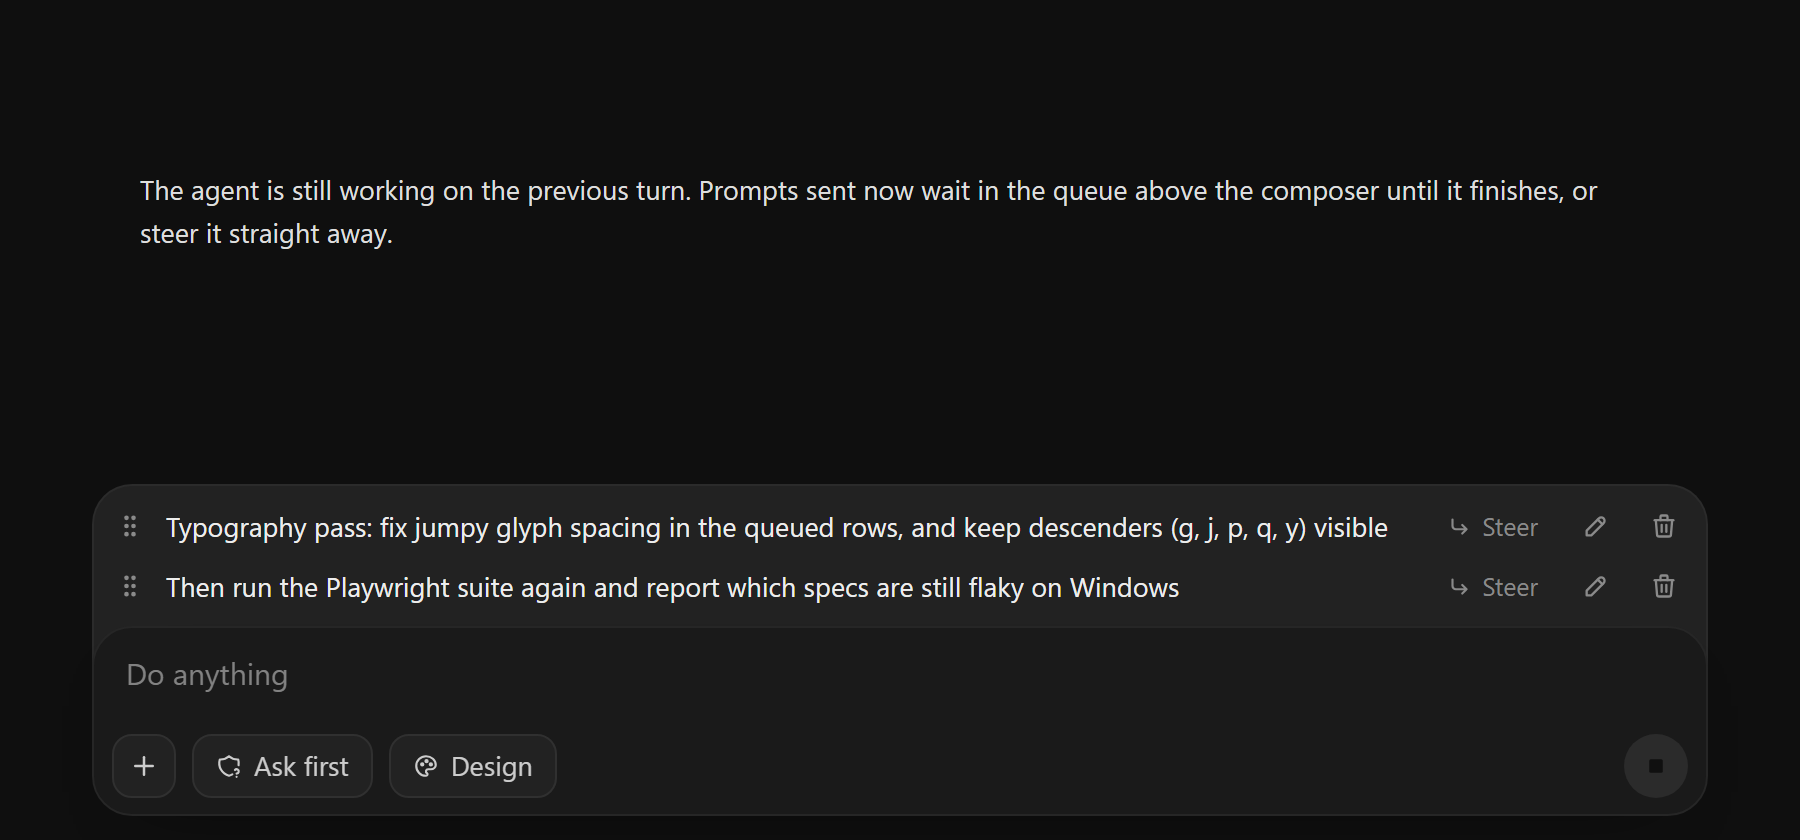 The agent is still working on the previous turn. Prompts sent now wait in the queue above the composer until it finishes, or
steer it straight away.
Typography pass: fix jumpy glyph spacing in the queued rows, and keep descenders (g, j, p, q, y) visible
Steer
Then run the Playwright suite again and report which specs are still flaky on Windows
Steer
Do anything
Ask first
Design